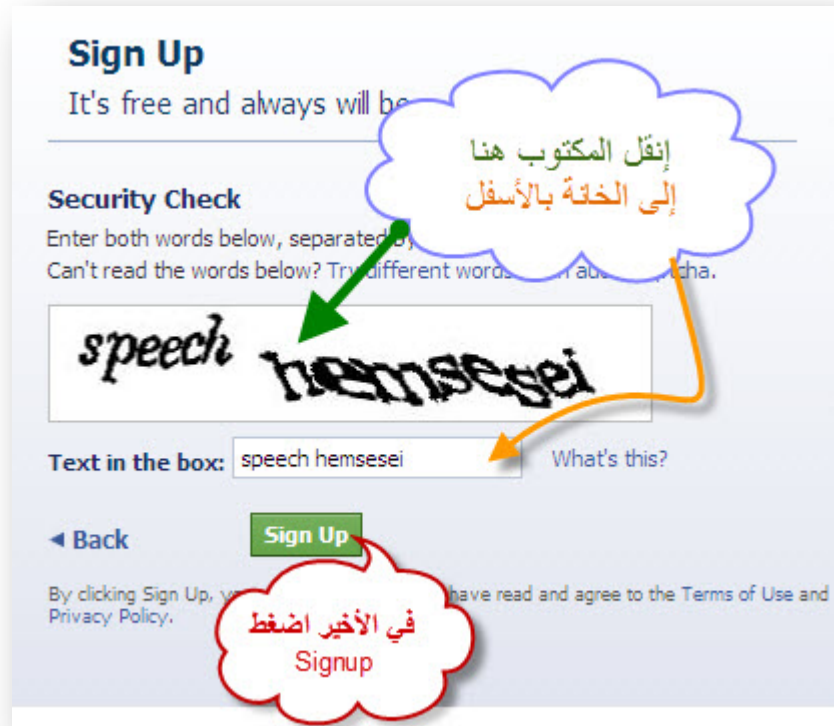 Sign Up
It's free and always will be
إنقل المكتوب هنا
إلى الخانة بالأسفل
Security Check
Enter both words below, separated by
Can't read the words below? Try different words
Text in the box: speech hemsesei What's this?
speech hemsesei
Back Sign Up
في الأخير اضغط
Signup
By clicking Sign Up, have read and agree to the Terms of Use and
Privacy Policy.